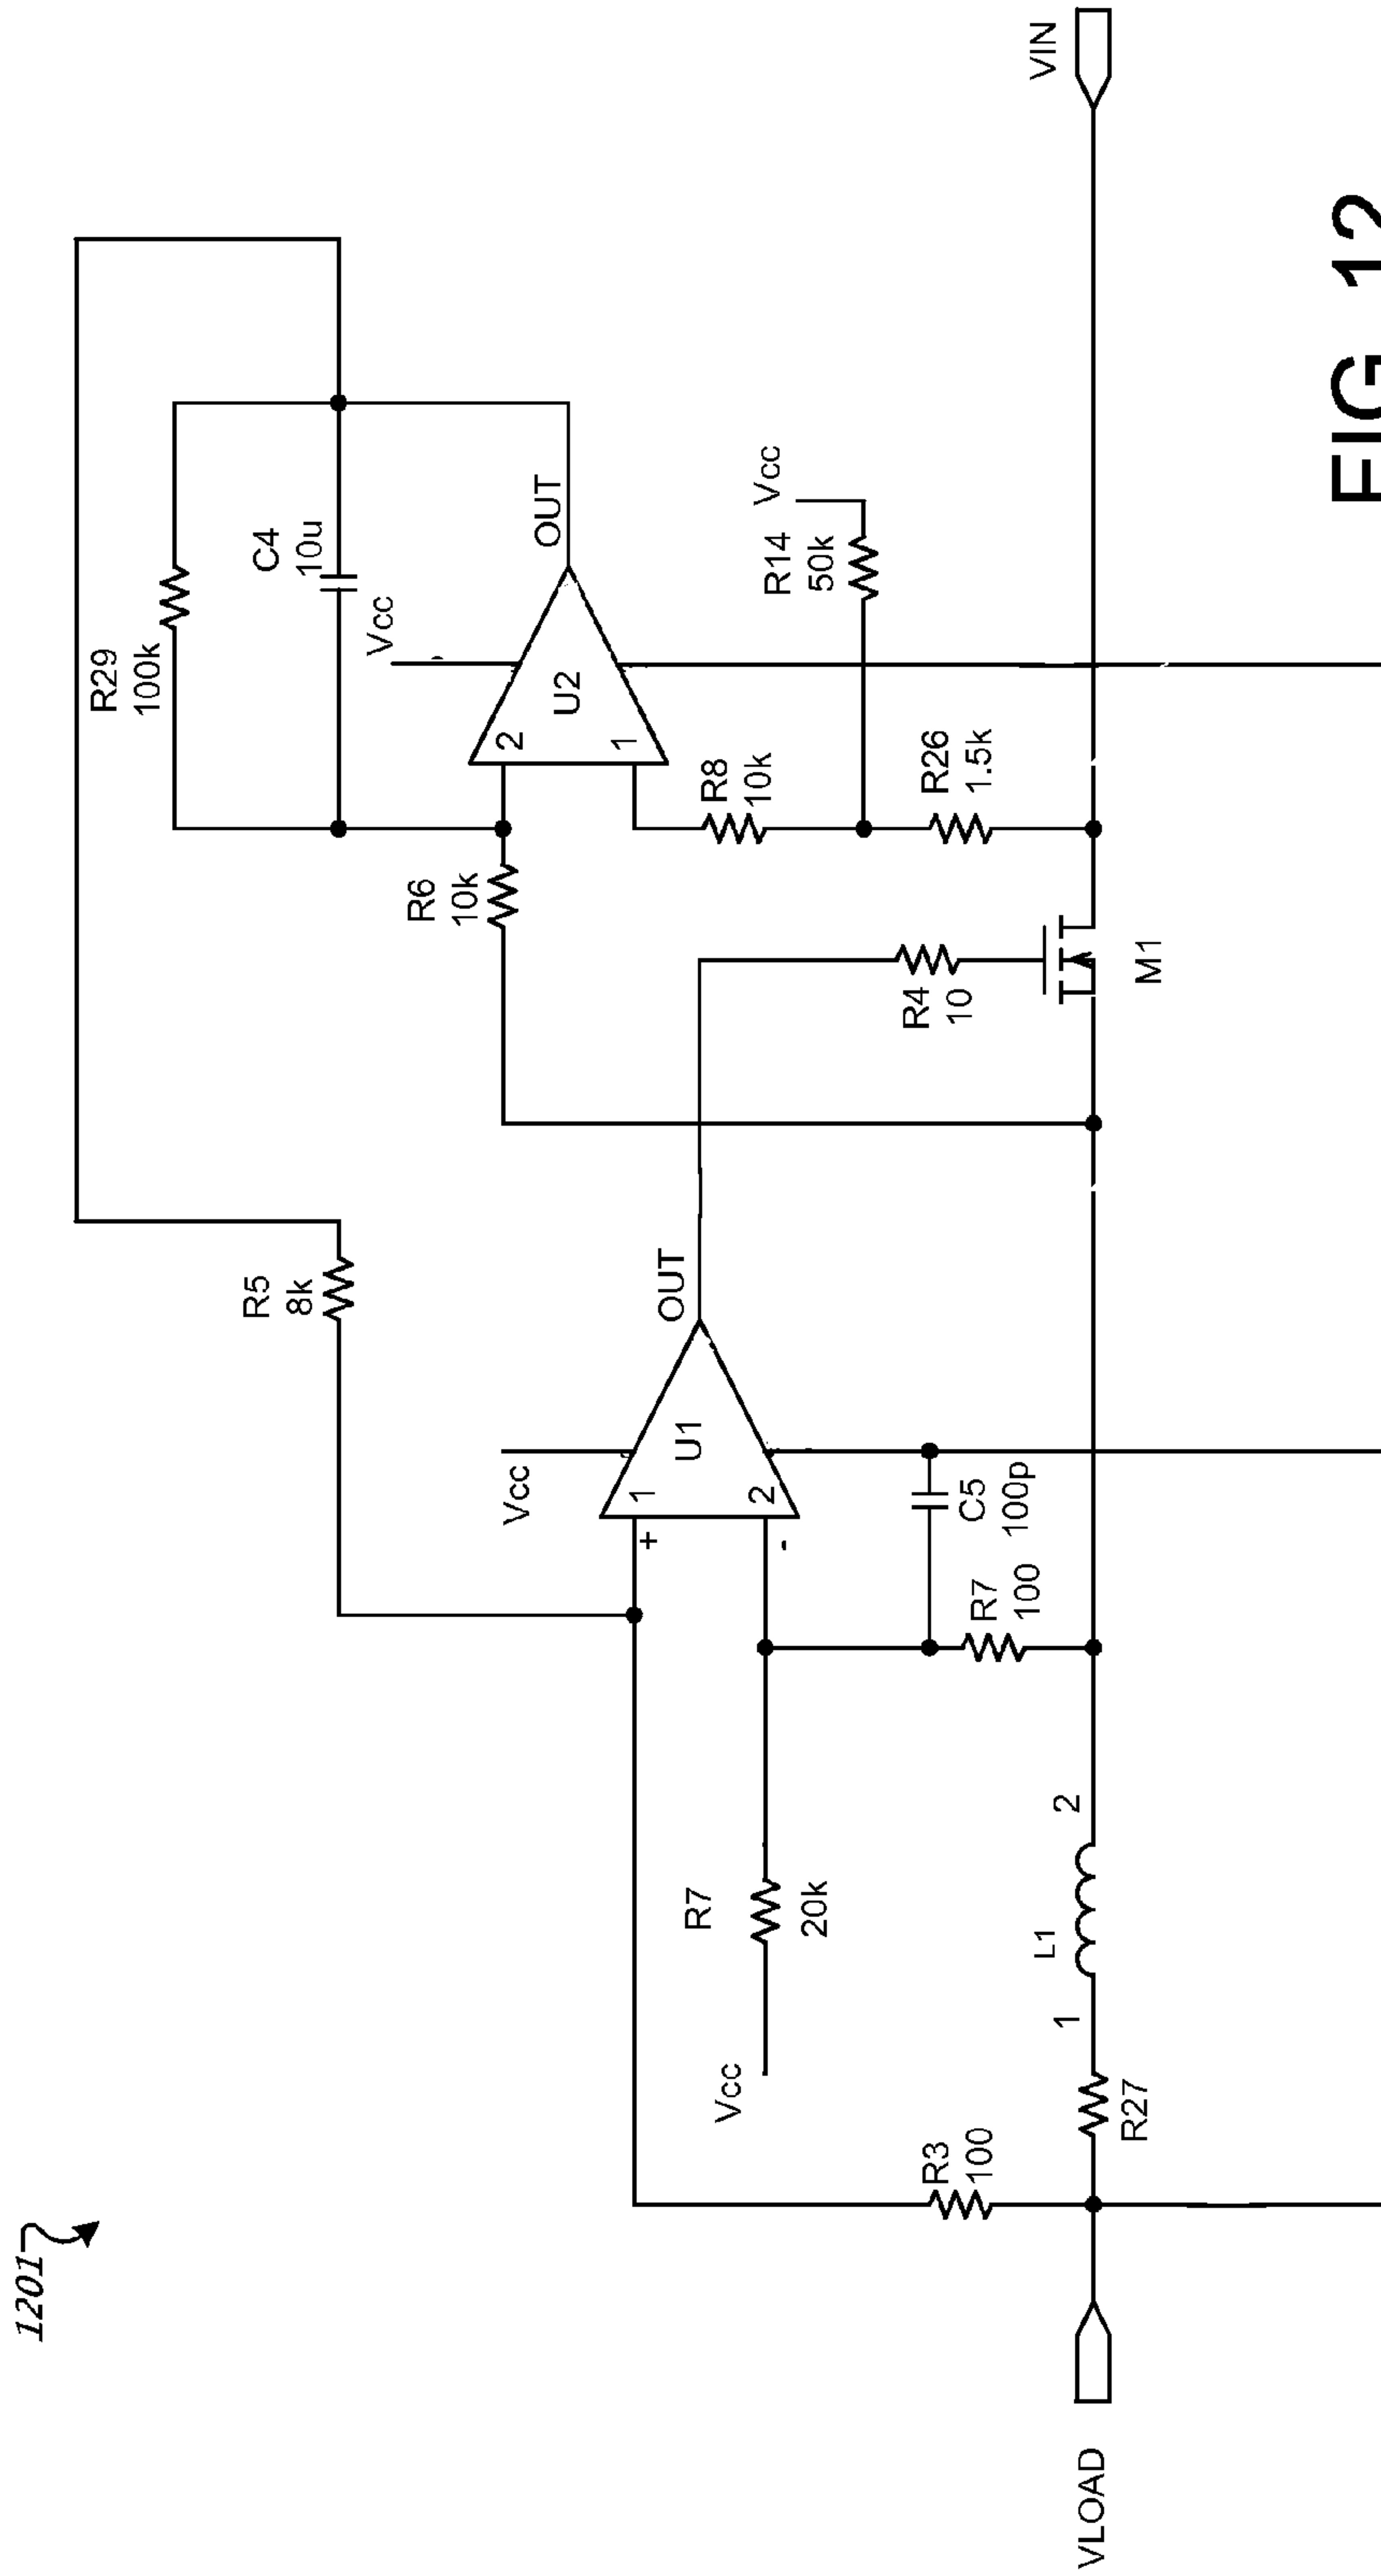 1201
R29
100k
C4
10u
Vcc
R5
8k
OUT
U2
2
1
R6
10k
R8
10k
R14
50k
Vcc
R26
1.5k
VIN
R4
10
M1
OUT
Vcc
U1
1
2
+
-
C5
100p
R7
100
R7
20k
Vcc
L1
1
2
R3
100
R27
VLOAD
FIG. 12